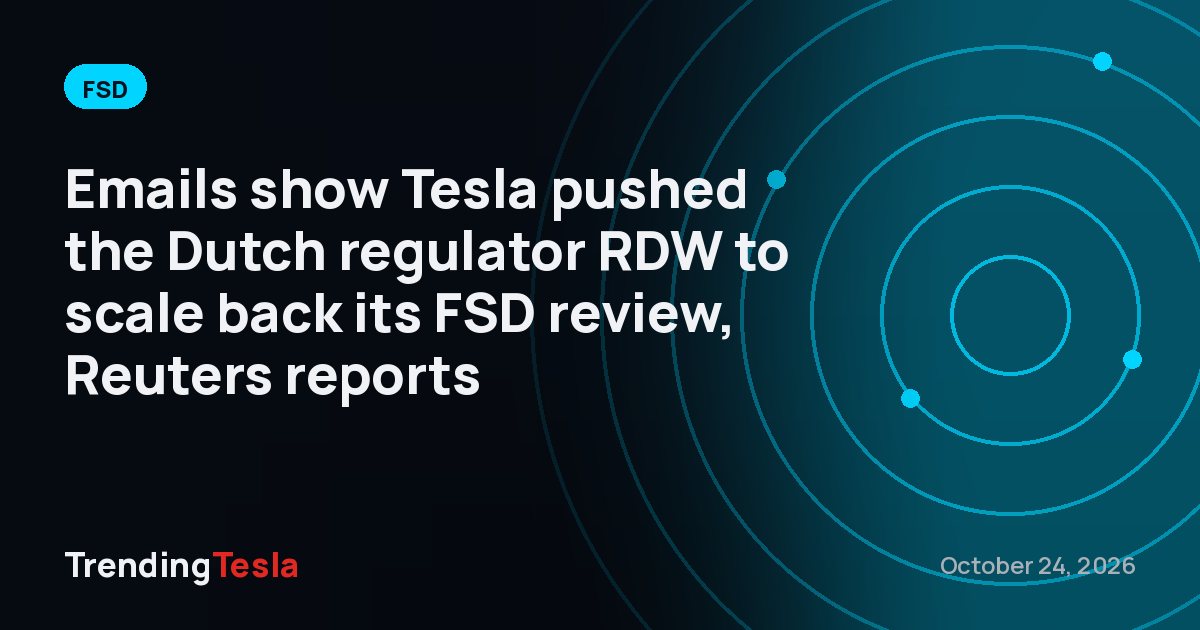 FSD
Emails show Tesla pushed
the Dutch regulator RDW to
scale back its FSD review,
Reuters reports
TrendingTesla
October 24, 2026